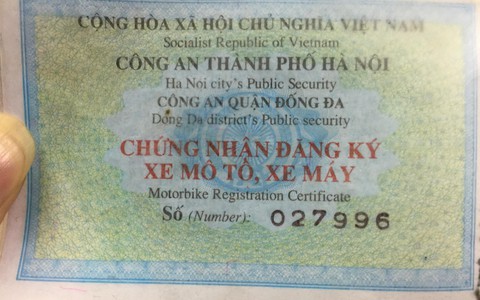 CỘNG HÒA XÃ HỘI CHỦ NGHĨA VIỆT NAM
Socialist Republic of Vietnam
CÔNG AN THÀNH PHỐ HÀ NỘI
Ha Noi city's Public Security
CÔNG AN QUẬN ĐỐNG ĐA
Dong Da district's Public security
CHỨNG NHẬN ĐĂNG KÝ
XE MÔ TÔ, XE MÁY
Motorbike Registration Certificate
Số (Number): 027996